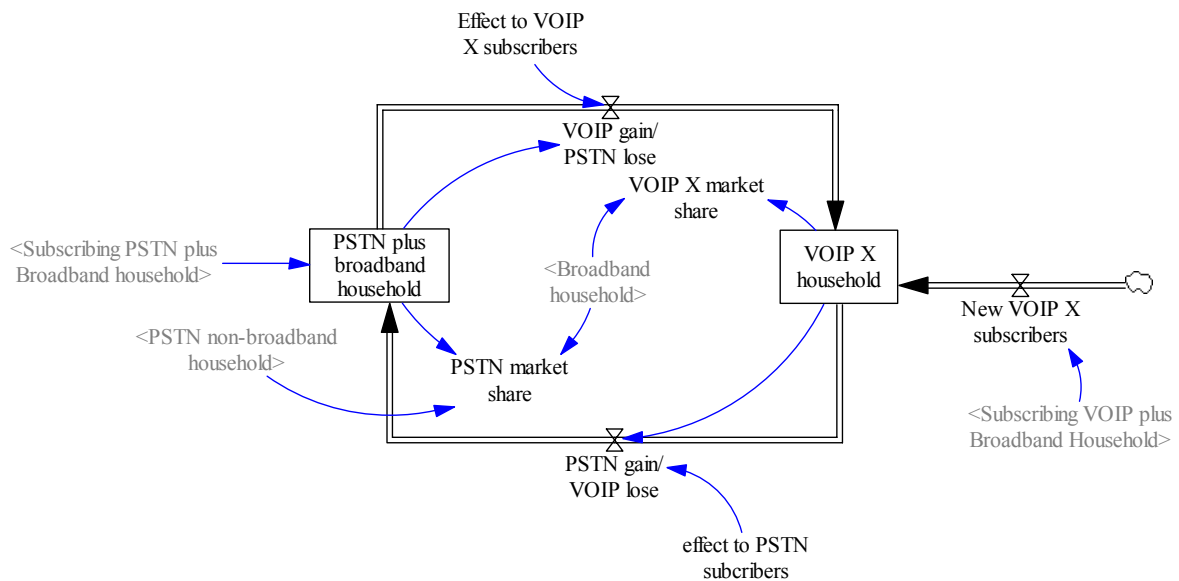 Effect to VOIP
X subscribers
VOIP gain/
PSTN lose
VOIP X market
share
<Subscribing PSTN plus
Broadband household>
PSTN plus
broadband
household
<Broadband
household>
VOIP X
household
New VOIP X
subscribers
<PSTN non-broadband
household>
PSTN market
share
<Subscribing VOIP plus
Broadband Household>
PSTN gain/
VOIP lose
effect to PSTN
subcribers